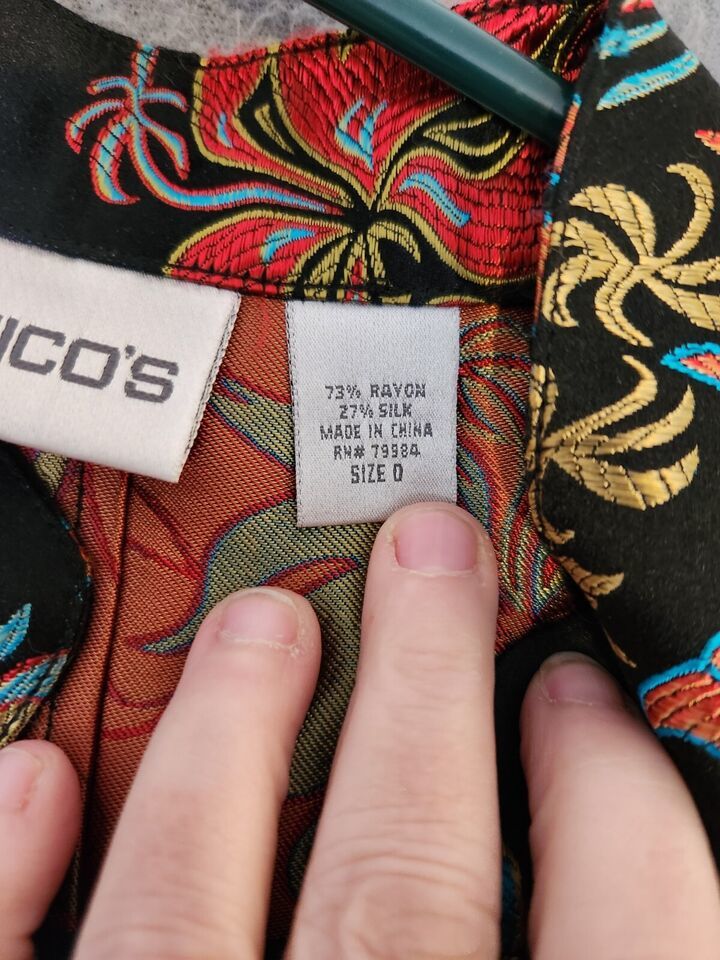 ICO'S
73% RAYON
27% SILK
MADE IN CHINA
RN# 79984
SIZE 0